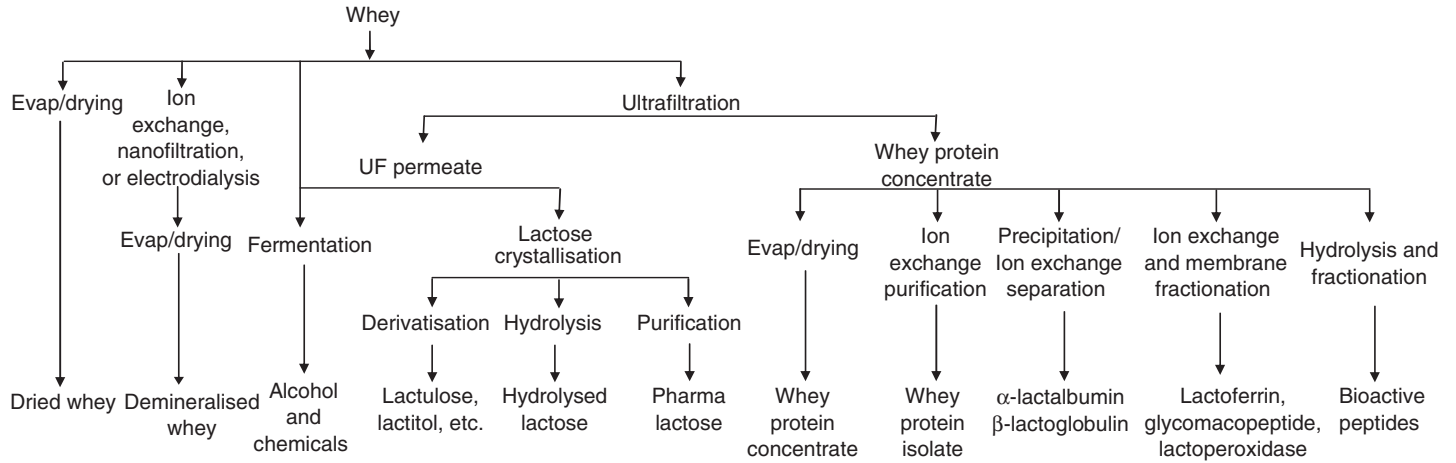 Whey
Evap/drying
Ion
exchange,
nanofiltration,
or electrodialysis
Ultrafiltration
UF permeate
Whey protein
concentrate
Evap/drying
Fermentation
Lactose
crystallisation
Evap/drying
Ion
exchange
purification
Precipitation/
Ion exchange
separation
Ion exchange
and membrane
fractionation
Hydrolysis and
fractionation
Derivatisation
Hydrolysis
Purification
Dried whey
Demineralised
whey
Alcohol
and
chemicals
Lactulose,
lactitol, etc.
Hydrolysed
lactose
Pharma
lactose
Whey
protein
concentrate
Whey
protein
isolate
α-lactalbumin
β-lactoglobulin
Lactoferrin,
glycomacopeptide,
lactoperoxidase
Bioactive
peptides